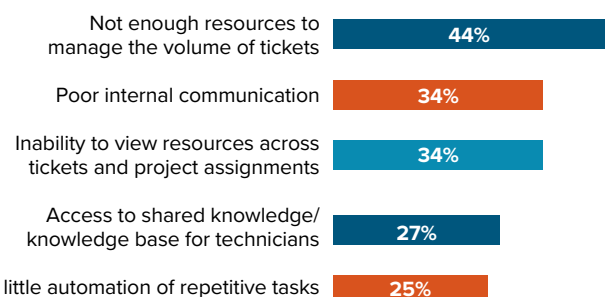 Not enough resources to
manage the volume of tickets
44%
Poor internal communication
34%
Inability to view resources across
tickets and project assignments
34%
Access to shared knowledge/
knowledge base for technicians
27%
little automation of repetitive tasks
25%